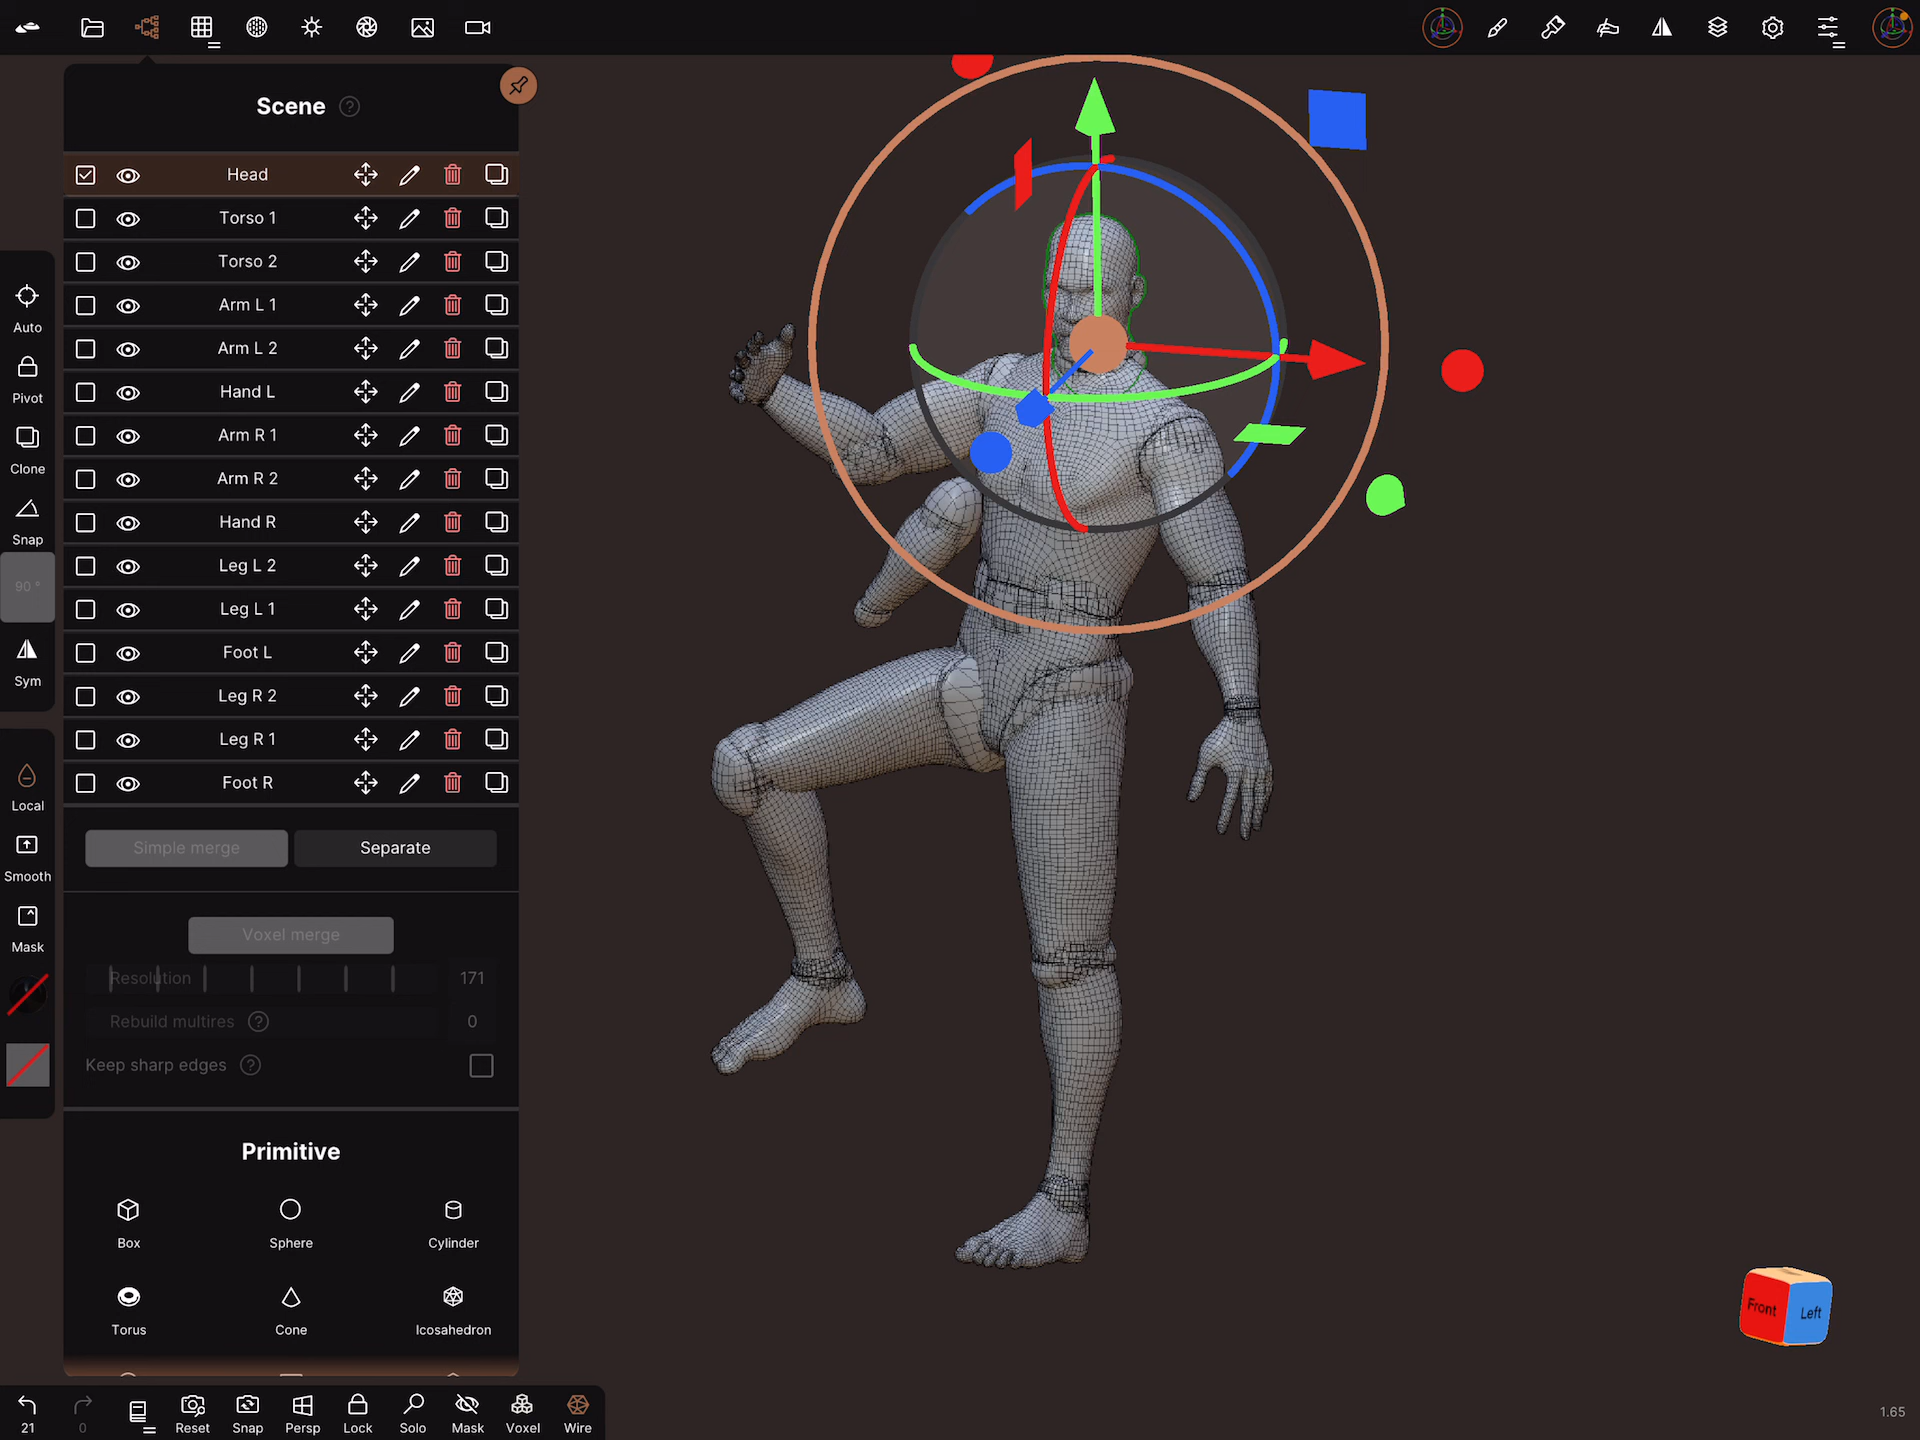 Scene ?
Head
Torso 1
Torso 2
Arm L 1
Arm L 2
Hand L
Arm R 1
Arm R 2
Hand R
Leg L 2
Leg L 1
Foot L
Leg R 2
Leg R 1
Foot R
Simple merge Separate
Voxel merge
Resolution 171
Rebuild multires ? 0
Keep sharp edges ?
Primitive
Box Sphere Cylinder
Torus Cone Icosahedron
Auto
Pivot
Clone
Snap
90 °
Sym
Local
Smooth
Mask
Front Left
1.65
21 0 Reset Snap Persp Lock Solo Mask Voxel Wire